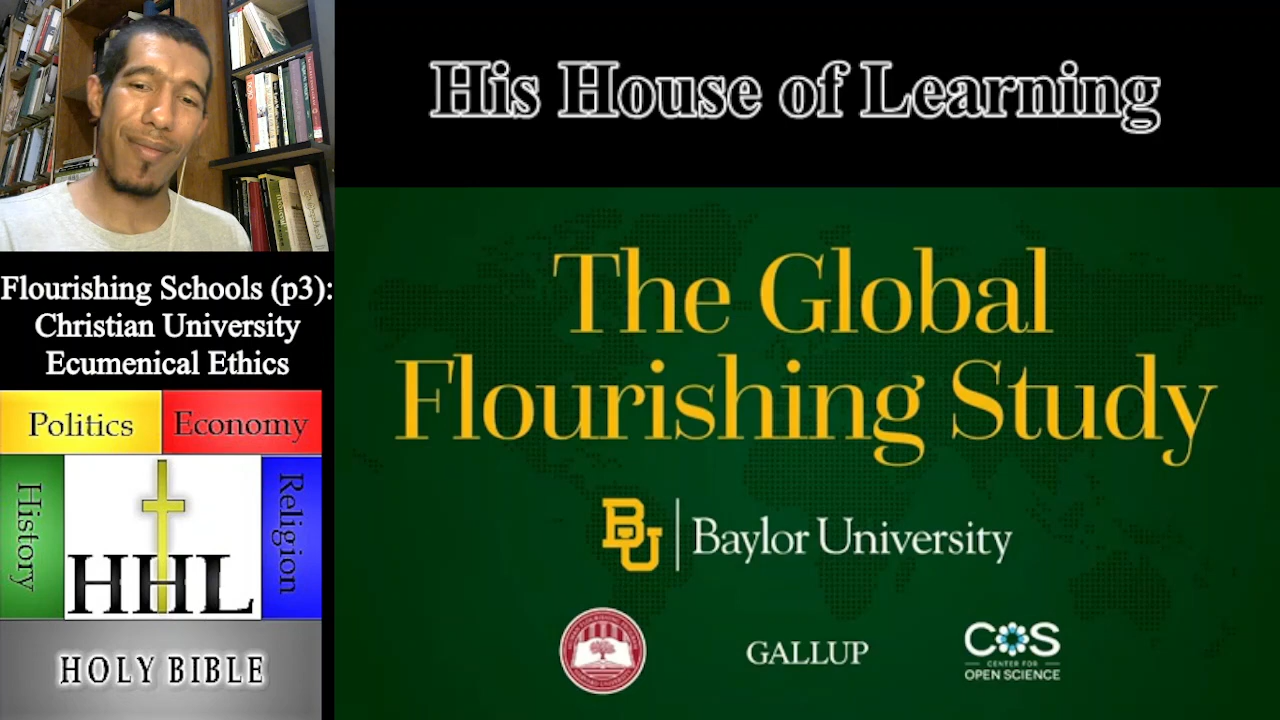 His House of Learning
Flourishing Schools (p3):
Christian University
Ecumenical Ethics
Politics
Economy
History
Religion
HHL
HOLY BIBLE
The Global
Flourishing Study
BU
Baylor University
GALLUP
COS
CENTER FOR
OPEN SCIENCE